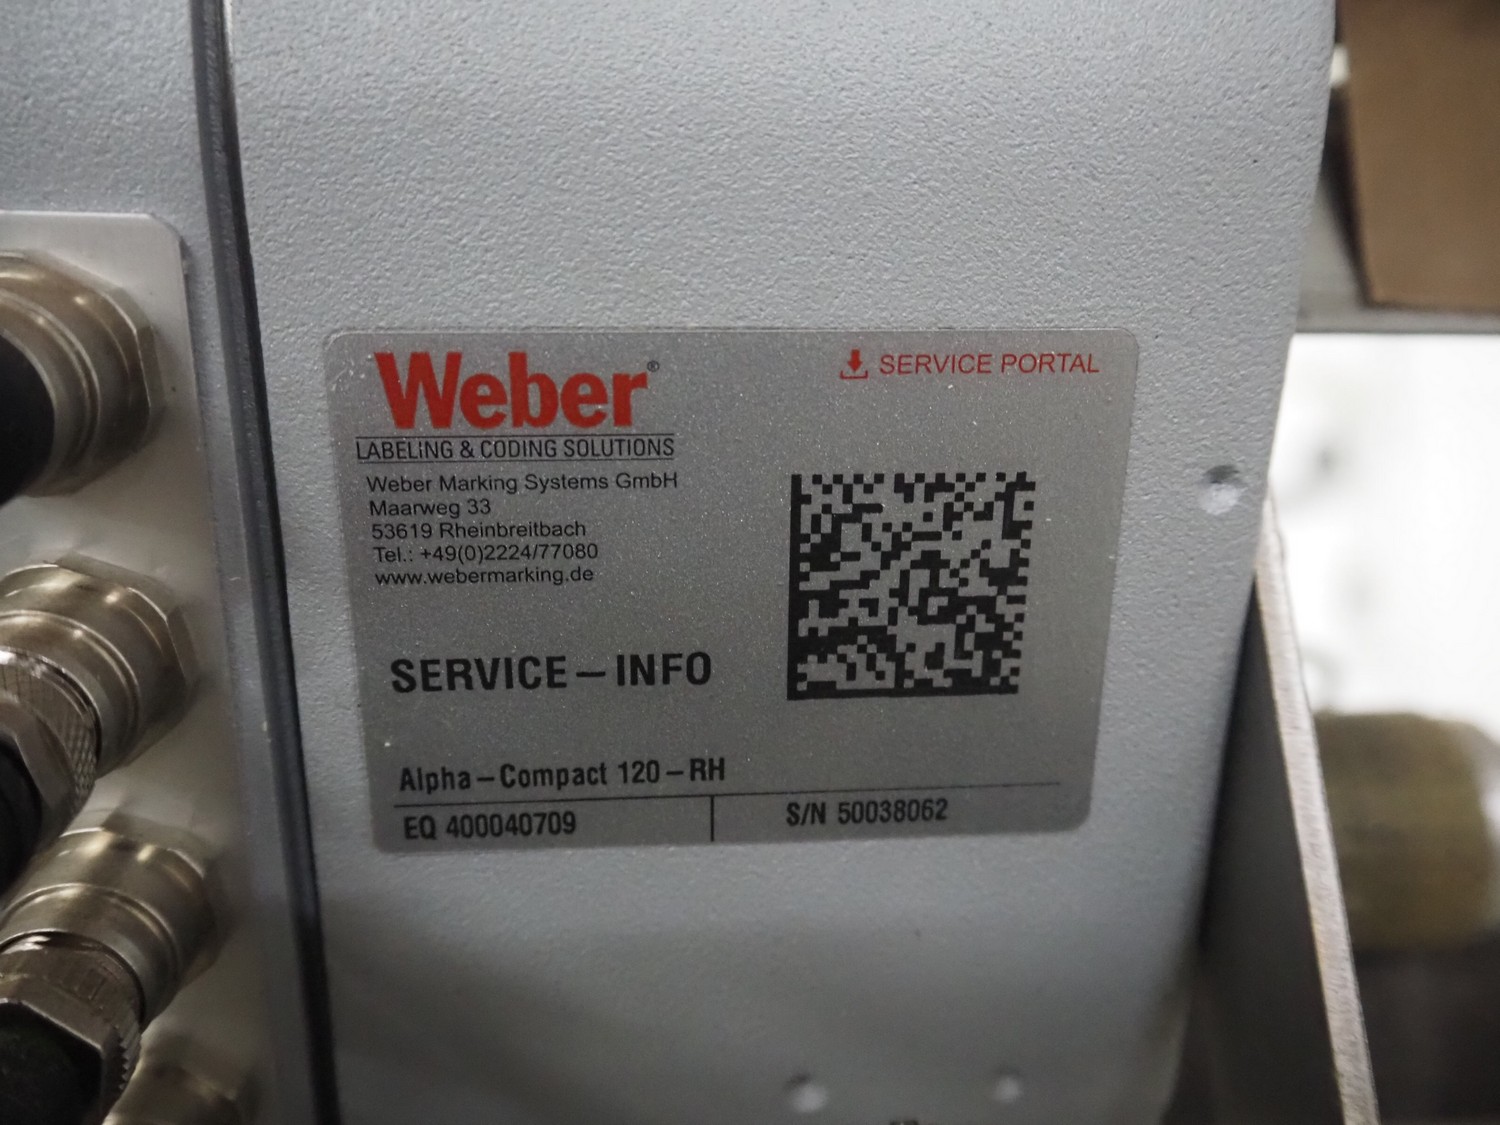 Weber®
LABELING & CODING SOLUTIONS
Weber Marking Systems GmbH
Maarweg 33
53619 Rheinbreitbach
Tel.: +49(0)2224/77080
www.webermarking.de
SERVICE PORTAL
SERVICE – INFO
Alpha – Compact 120 – RH
EQ 400040709
S/N 50038062